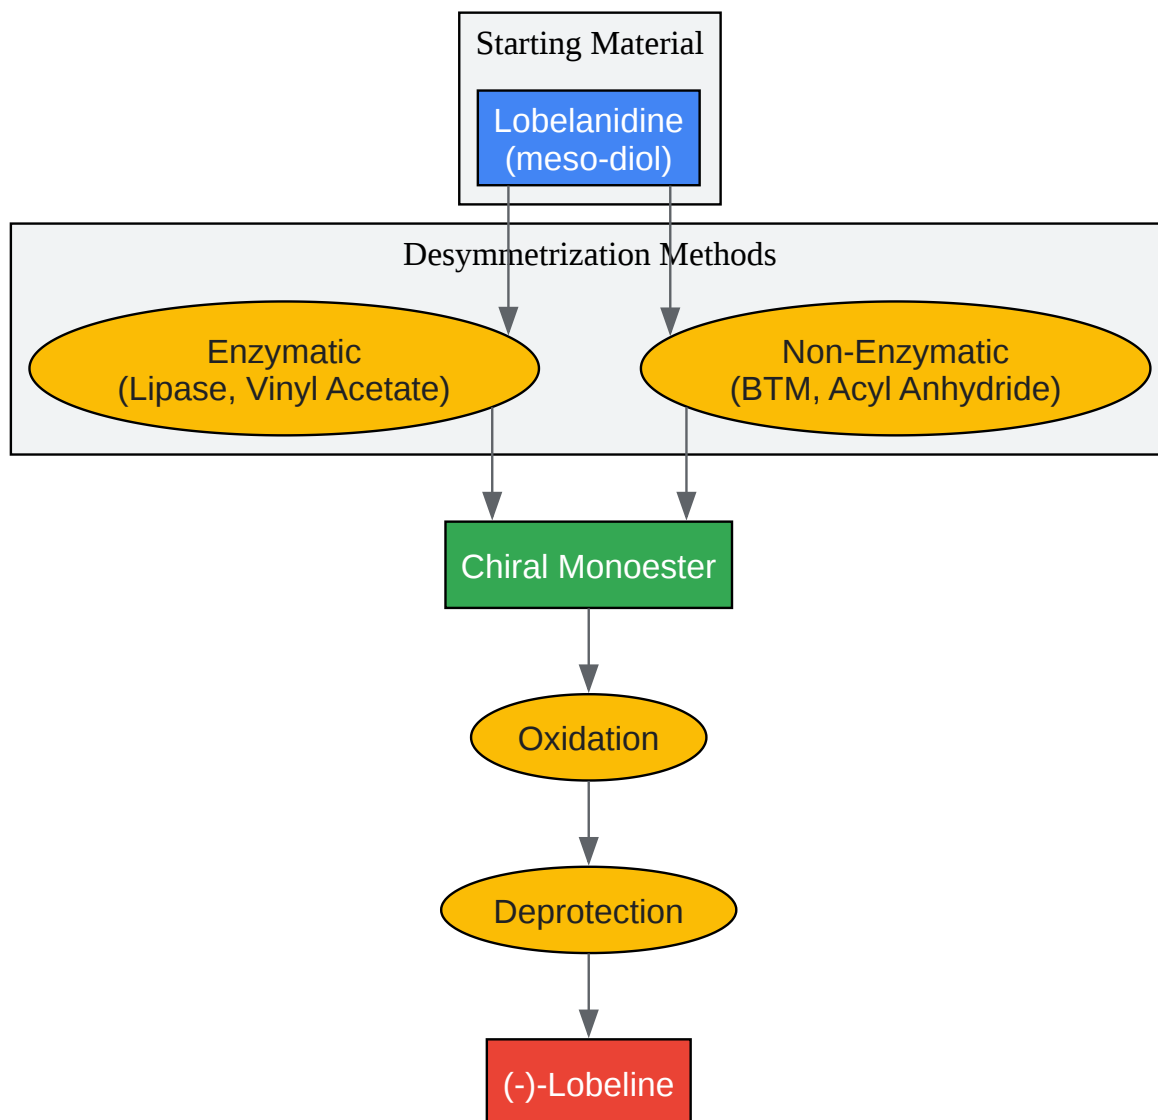 Starting Material
Lobelanidine
(meso-diol)
Desymmetrization Methods
Enzymatic
(Lipase, Vinyl Acetate)
Non-Enzymatic
(BTM, Acyl Anhydride)
Chiral Monoester
Oxidation
Deprotection
(-)-Lobeline